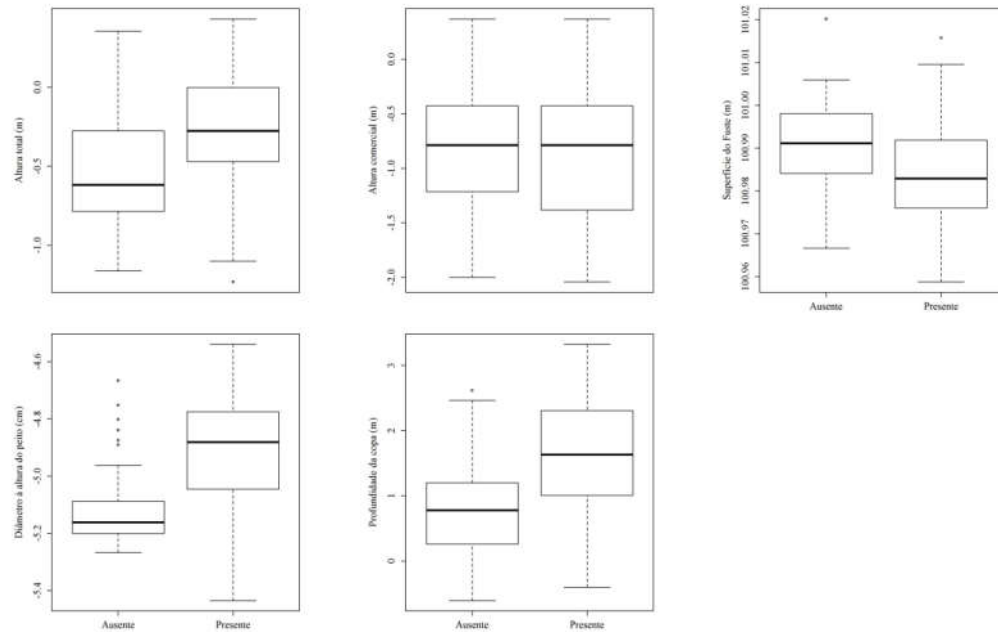 Altura total (m)
0.0
-0.5
-1.0
Altura comercial (m)
0.0
-0.5
-1.0
-1.5
-2.0
Superfície do Fuste (m)
101.02
101.01
101.00
100.99
100.98
100.97
100.96
Ausente
Presente
Diâmetro à altura do peito (cm)
-4.6
-4.8
-5.0
-5.2
-5.4
Ausente
Presente
Profundidade da copa (m)
3
2
1
0
Ausente
Presente